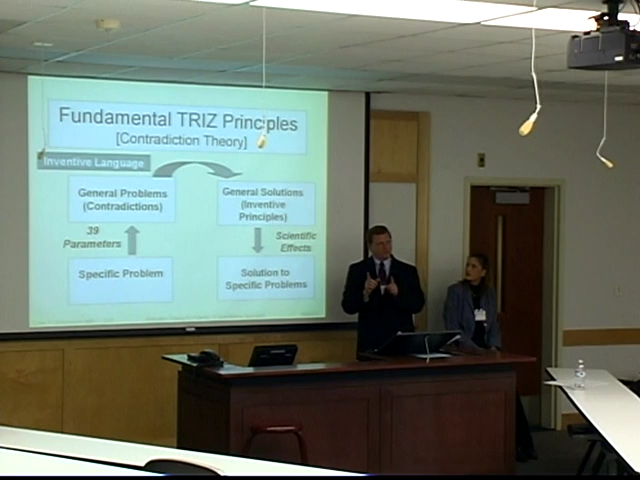 Fundamental TRIZ Principles
[Contradiction Theory]
Inventive Language
General Problems
(Contradictions)
General Solutions
(Inventive
Principles)
39
Parameters
Scientific
Effects
Specific Problem
Solution to
Specific Problems